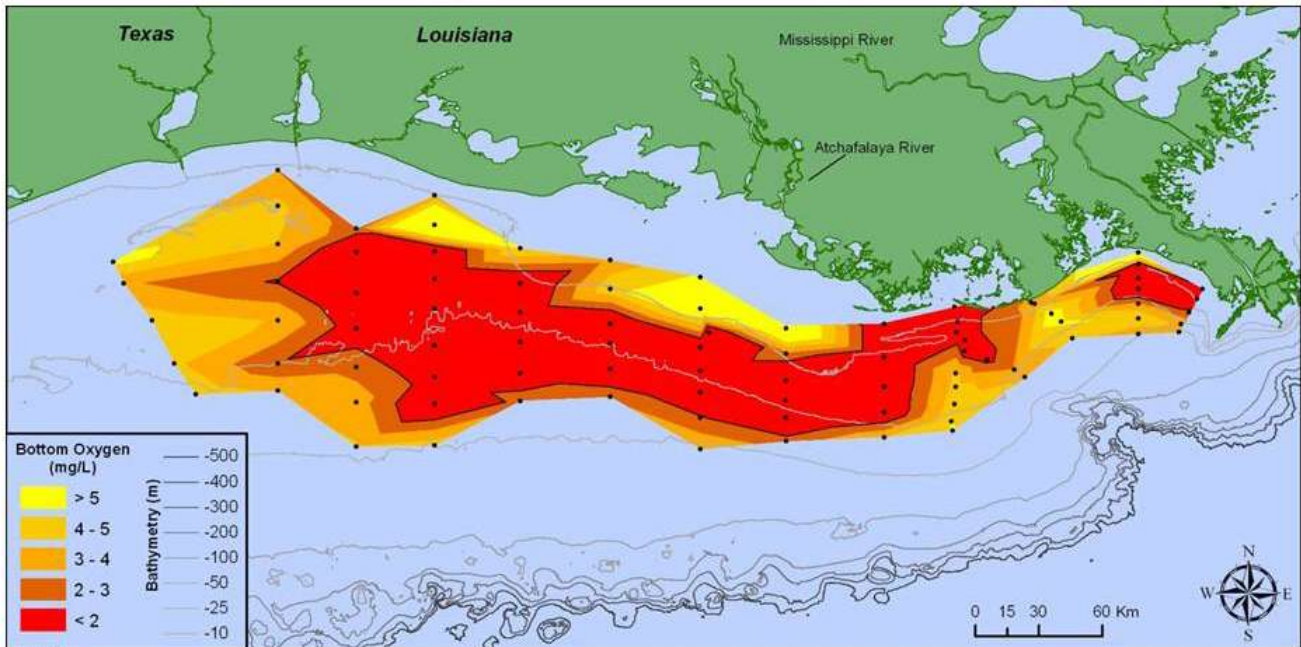 Texas
Louisiana
Mississippi River
Atchafalaya River
Bottom Oxygen
(mg/L)
> 5
4 - 5
3 - 4
2 - 3
< 2
Bathymetry (m)
-500
-400
-300
-200
-100
-50
-25
-10
0 15 30 60 Km
N
W E
S